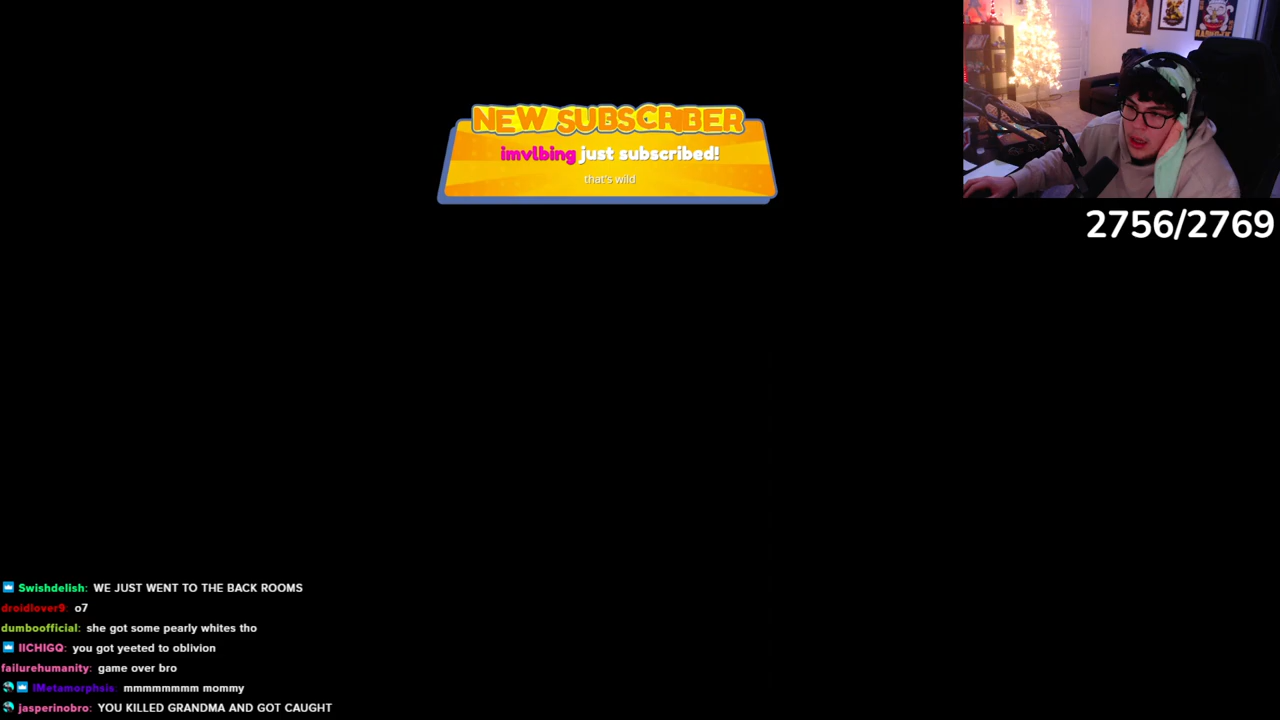 NEW SUBSCRIBER
imvlbing just subscribed!
that's wild
2756/2769
Swishdelish: WE JUST WENT TO THE BACK ROOMS
droidlover9: o7
dumboofficial: she got some pearly whites tho
IICHIGQ: you got yeeted to oblivion
failurehumanity: game over bro
IMetamorphsis: mmmmmmmm mommy
jasperinobro: YOU KILLED GRANDMA AND GOT CAUGHT